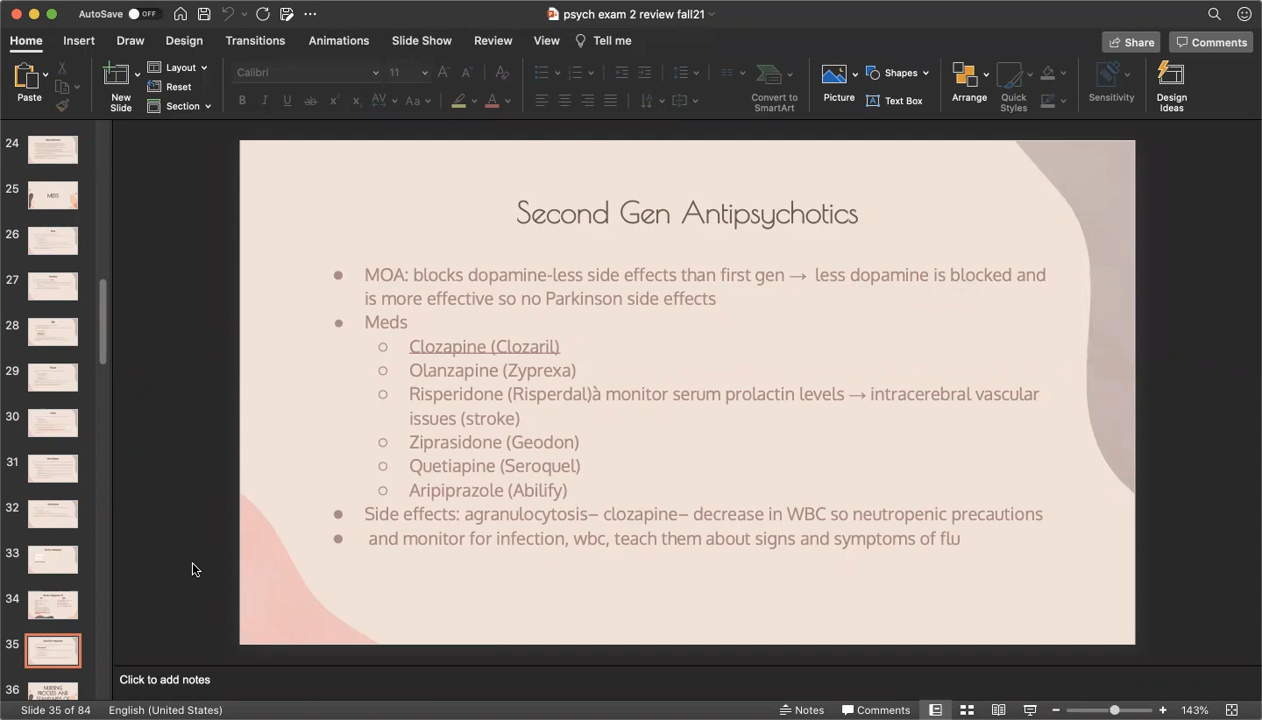 AutoSave OFF
psych exam 2 review fall21
Home Insert Draw Design Transitions Animations Slide Show Review View Tell me
Share Comments
Paste
New Slide
Layout
Reset
Section
Calibri 11
Convert to SmartArt
Picture
Shapes
Text Box
Arrange
Quick Styles
Sensitivity
Design Ideas
24
25
MEDS
26
27
28
29
30
31
32
33
34
35
36
NURSING PROCESS AND STANDARDS OF
Second Gen Antipsychotics
● MOA: blocks dopamine-less side effects than first gen → less dopamine is blocked and
is more effective so no Parkinson side effects
● Meds
○ Clozapine (Clozaril)
○ Olanzapine (Zyprexa)
○ Risperidone (Risperdal)à monitor serum prolactin levels → intracerebral vascular
issues (stroke)
○ Ziprasidone (Geodon)
○ Quetiapine (Seroquel)
○ Aripiprazole (Abilify)
● Side effects: agranulocytosis– clozapine– decrease in WBC so neutropenic precautions
● and monitor for infection, wbc, teach them about signs and symptoms of flu
Click to add notes
Slide 35 of 84 English (United States) Notes Comments 143%